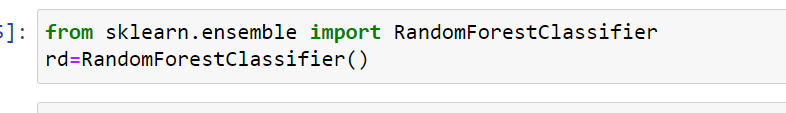 ]: from sklearn.ensemble import RandomForestClassifier
rd=RandomForestClassifier()